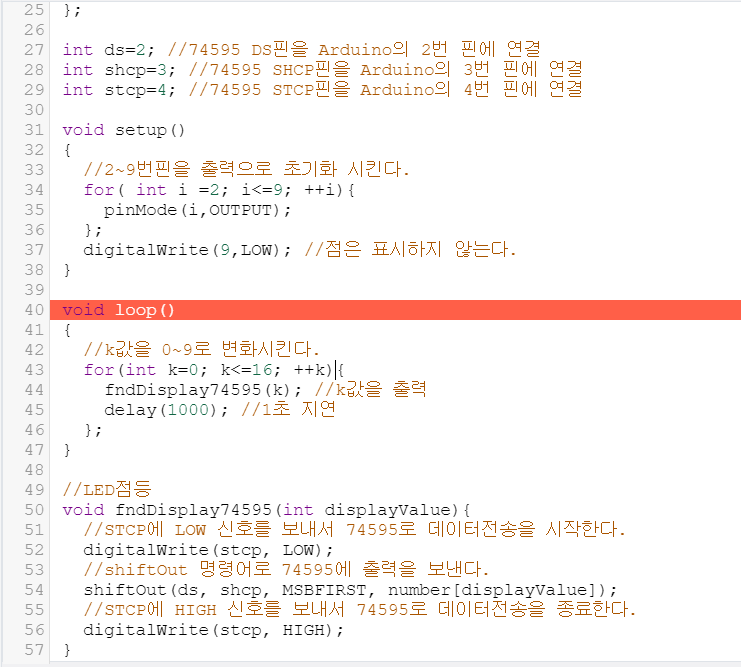 25 };
26
27 int ds=2; //74595 DS핀을 Arduino의 2번 핀에 연결
28 int shcp=3; //74595 SHCP핀을 Arduino의 3번 핀에 연결
29 int stcp=4; //74595 STCP핀을 Arduino의 4번 핀에 연결
30
31 void setup()
32 {
33   //2~9번핀을 출력으로 초기화 시킨다.
34   for( int i =2; i<=9; ++i){
35     pinMode(i,OUTPUT);
36   };
37   digitalWrite(9,LOW); //점은 표시하지 않는다.
38 }
39
40 void loop()
41 {
42   //k값을 0~9로 변화시킨다.
43   for(int k=0; k<=16; ++k){
44     fndDisplay74595(k); //k값을 출력
45     delay(1000); //1초 지연
46   };
47 }
48
49 //LED점등
50 void fndDisplay74595(int displayValue){
51   //STCP에 LOW 신호를 보내서 74595로 데이터전송을 시작한다.
52   digitalWrite(stcp, LOW);
53   //shiftOut 명령어로 74595에 출력을 보낸다.
54   shiftOut(ds, shcp, MSBFIRST, number[displayValue]);
55   //STCP에 HIGH 신호를 보내서 74595로 데이터전송을 종료한다.
56   digitalWrite(stcp, HIGH);
57 }